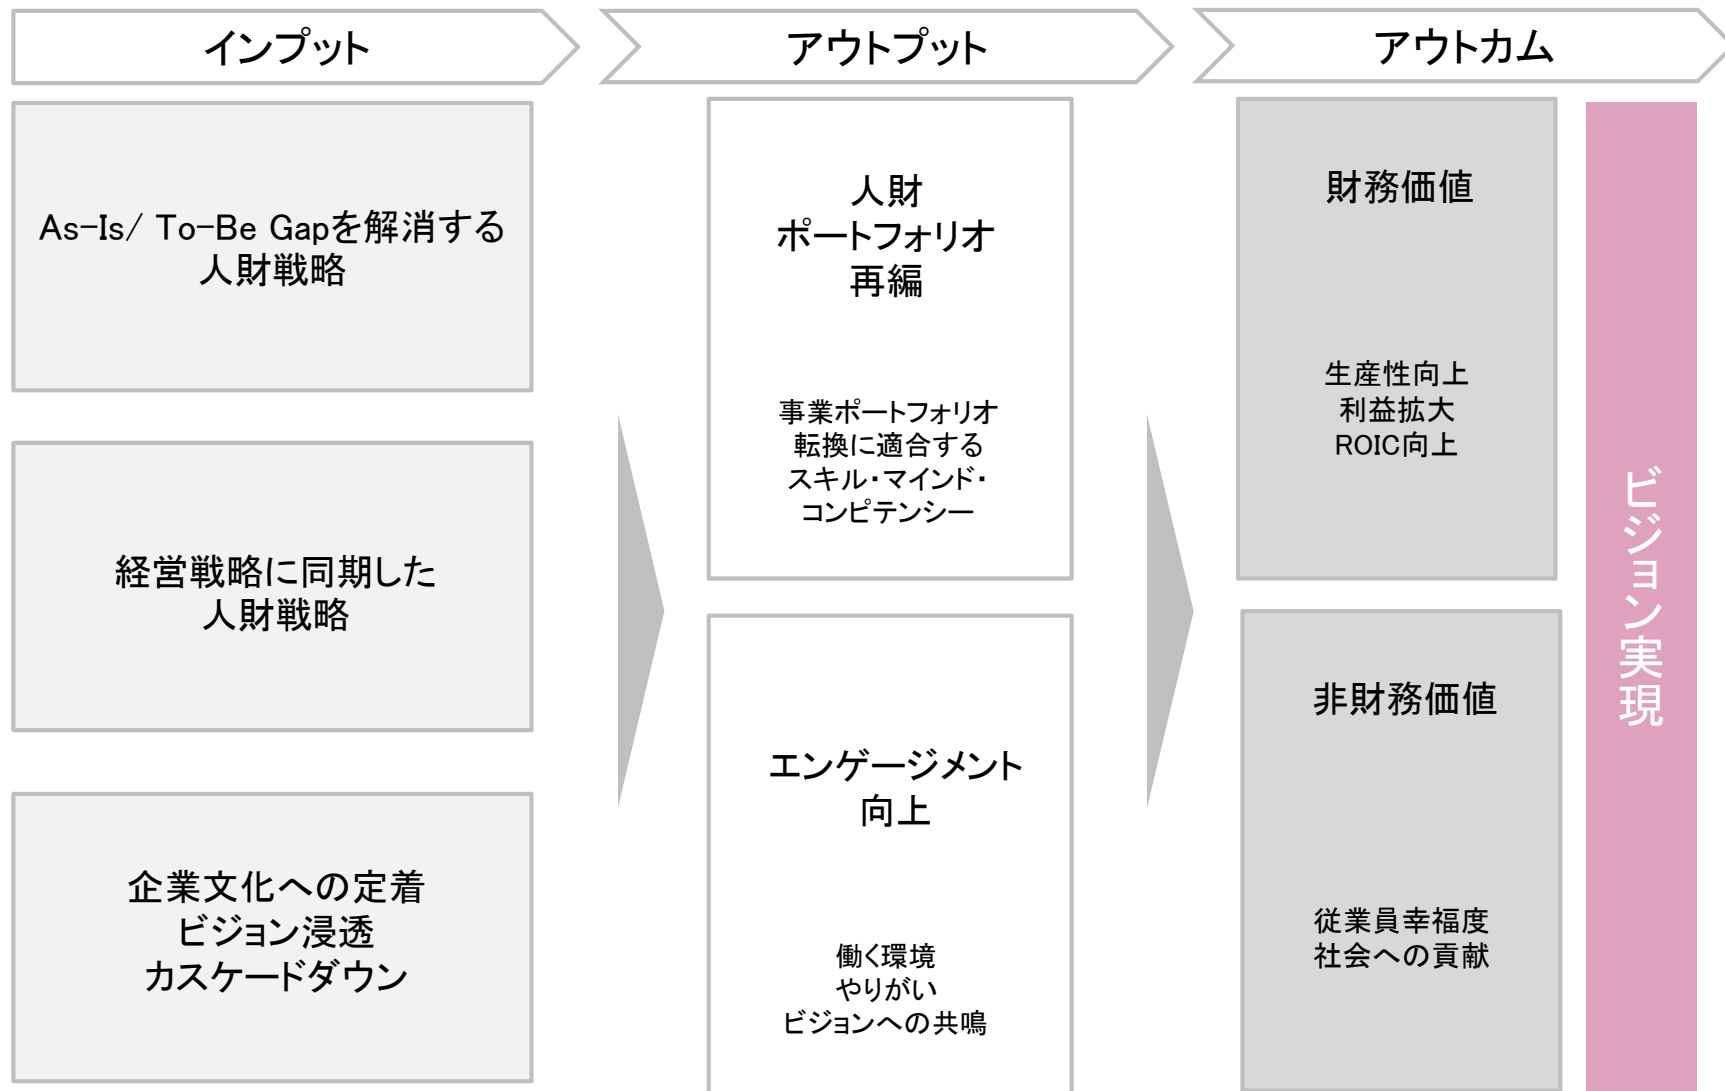 インプット
アウトプット
アウトカム
As-Is/ To-Be Gapを解消する
人財戦略
経営戦略に同期した
人財戦略
企業文化への定着
ビジョン浸透
カスケードダウン
人財
ポートフォリオ
再編
事業ポートフォリオ
転換に適合する
スキル・マインド・
コンピテンシー
エンゲージメント
向上
働く環境
やりがい
ビジョンへの共鳴
財務価値
生産性向上
利益拡大
ROIC向上
非財務価値
従業員幸福度
社会への貢献
ビジョン実現